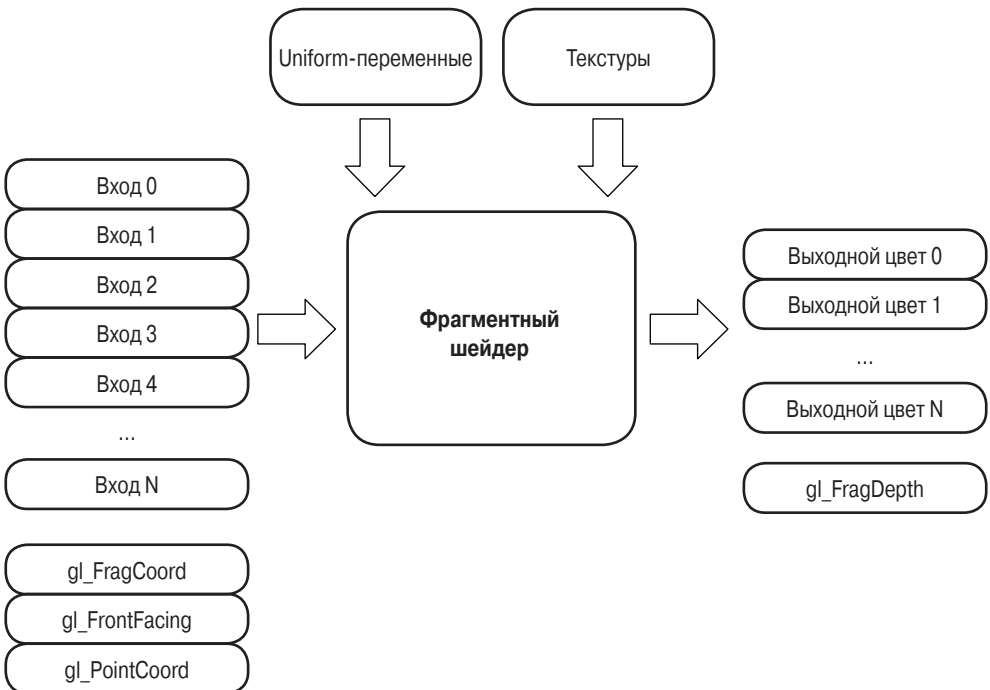 Uniform-переменные
Текстуры
Вход 0
Вход 1
Вход 2
Вход 3
Вход 4
...
Вход N
gl_FragCoord
gl_FrontFacing
gl_PointCoord
Фрагментный
шейдер
Выходной цвет 0
Выходной цвет 1
...
Выходной цвет N
gl_FragDepth